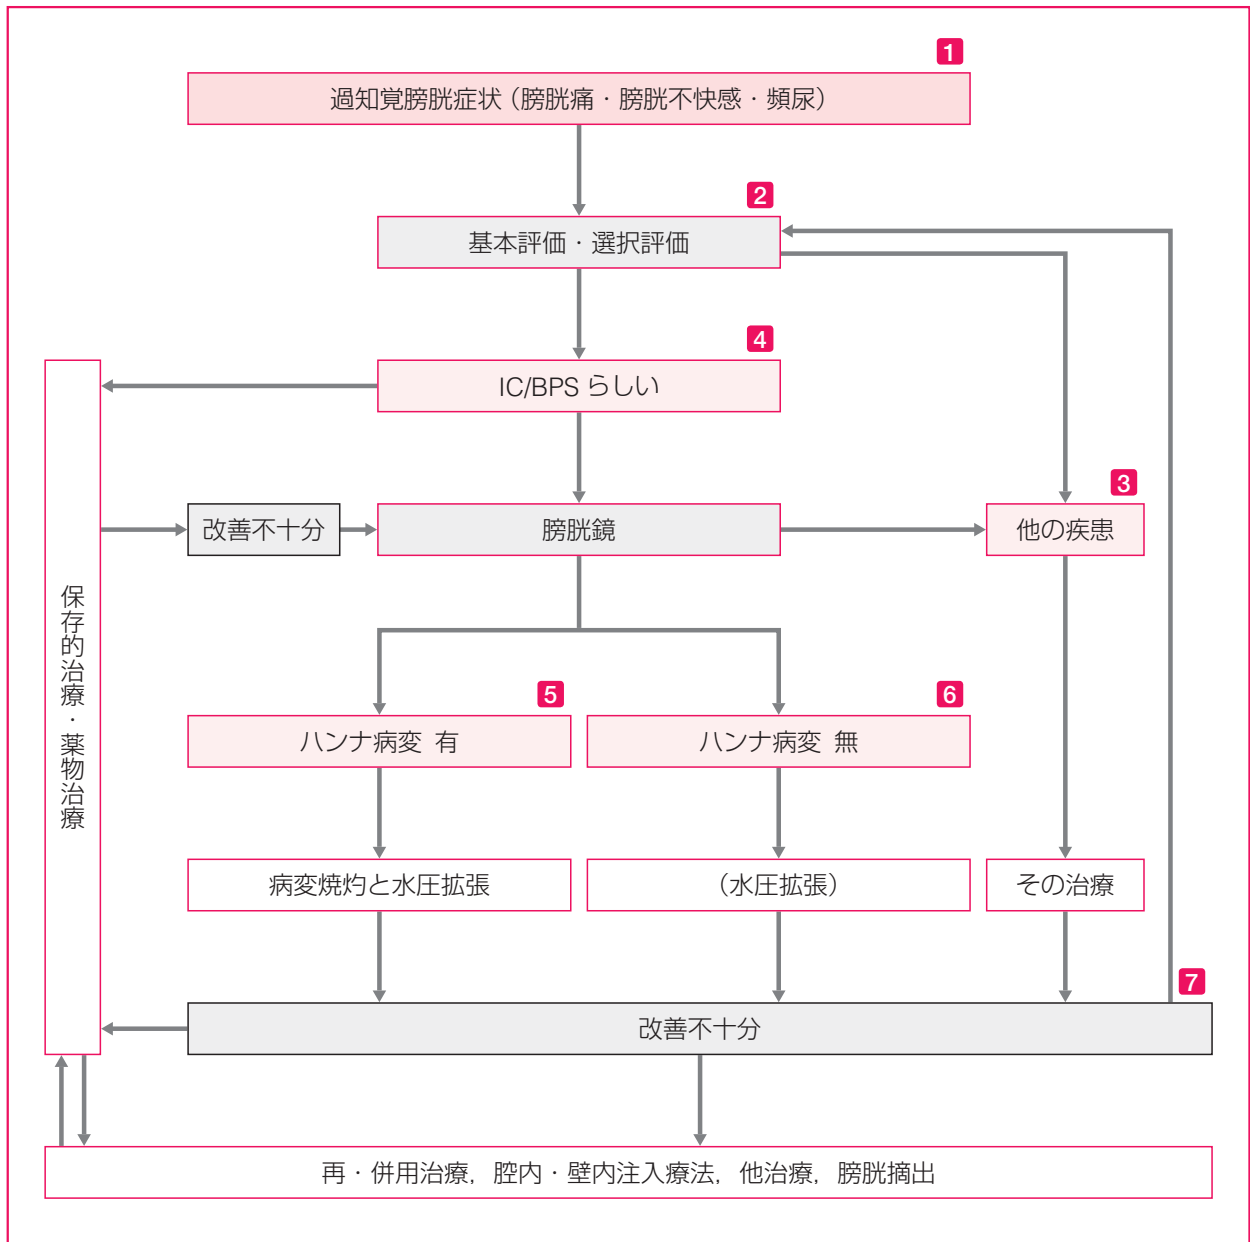 1
過知覚膀胱症状（膀胱痛・膀胱不快感・頻尿）
2
基本評価・選択評価
4
IC/BPS らしい
3
改善不十分
膀胱鏡
他の疾患
保存的治療・薬物治療
5
6
ハンナ病変 有
ハンナ病変 無
病変焼灼と水圧拡張
（水圧拡張）
その治療
7
改善不十分
再・併用治療，腔内・壁内注入療法，他治療，膀胱摘出